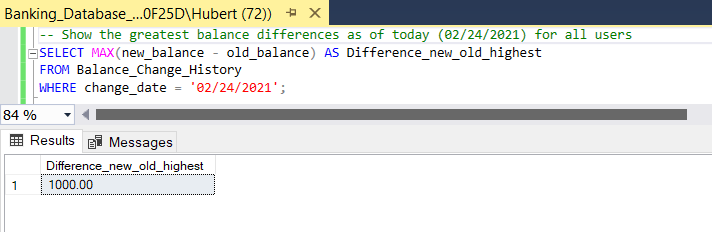 Banking_Database_...0F25D\Hubert (72))
-- Show the greatest balance differences as of today (02/24/2021) for all users
SELECT MAX(new_balance - old_balance) AS Difference_new_old_highest
FROM Balance_Change_History
WHERE change_date = '02/24/2021';
84 %
Results Messages
Difference_new_old_highest
1 1000.00